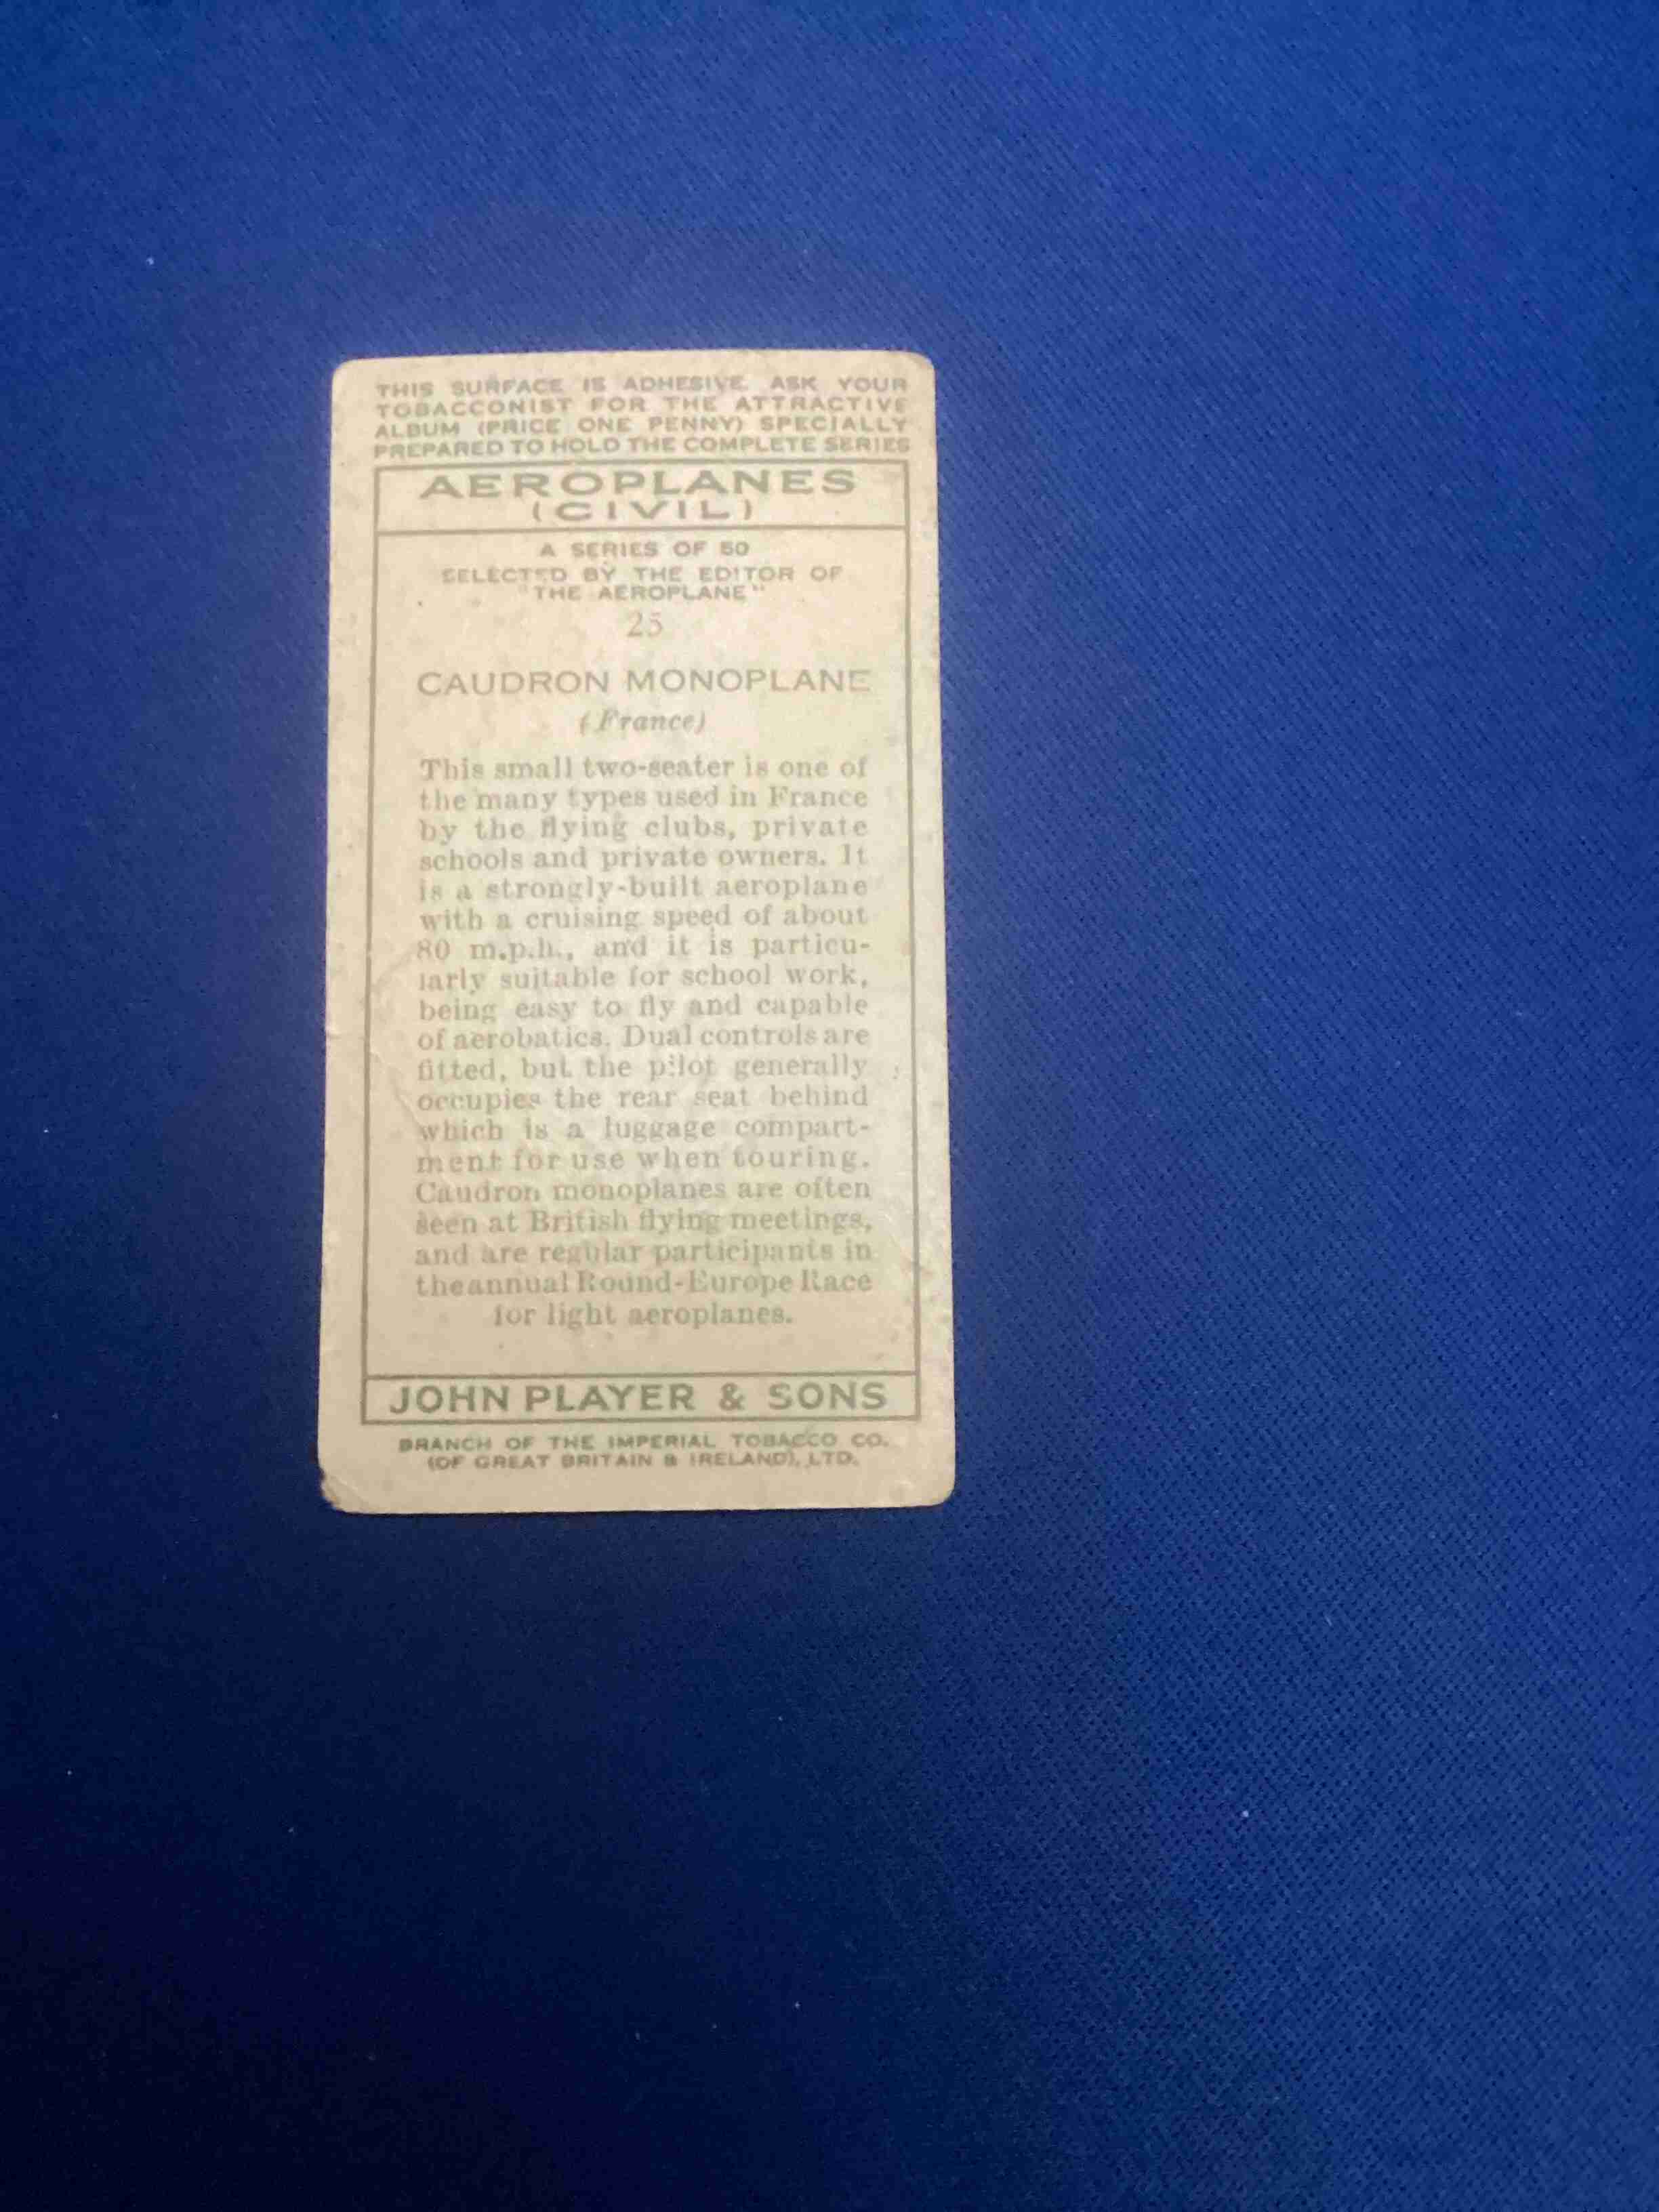 THIS SURFACE IS ADHESIVE. ASK YOUR
TOBACCONIST FOR THE ATTRACTIVE
ALBUM (PRICE ONE PENNY) SPECIALLY
PREPARED TO HOLD THE COMPLETE SERIES
AEROPLANES
(CIVIL)
A SERIES OF 50
SELECTED BY THE EDITOR OF
"THE AEROPLANE"
25
CAUDRON MONOPLANE
(France)
This small two-seater is one of
the many types used in France
by the flying clubs, private
schools and private owners. It
is a strongly-built aeroplane
with a cruising speed of about
80 m.p.h., and it is particu-
larly suitable for school work,
being easy to fly and capable
of aerobatics. Dual controls are
fitted, but the pilot generally
occupies the rear seat behind
which is a luggage compart-
ment for use when touring.
Caudron monoplanes are often
seen at British flying meetings,
and are regular participants in
the annual Round-Europe Race
for light aeroplanes.
JOHN PLAYER & SONS
BRANCH OF THE IMPERIAL TOBACCO CO.
(OF GREAT BRITAIN & IRELAND), LTD.